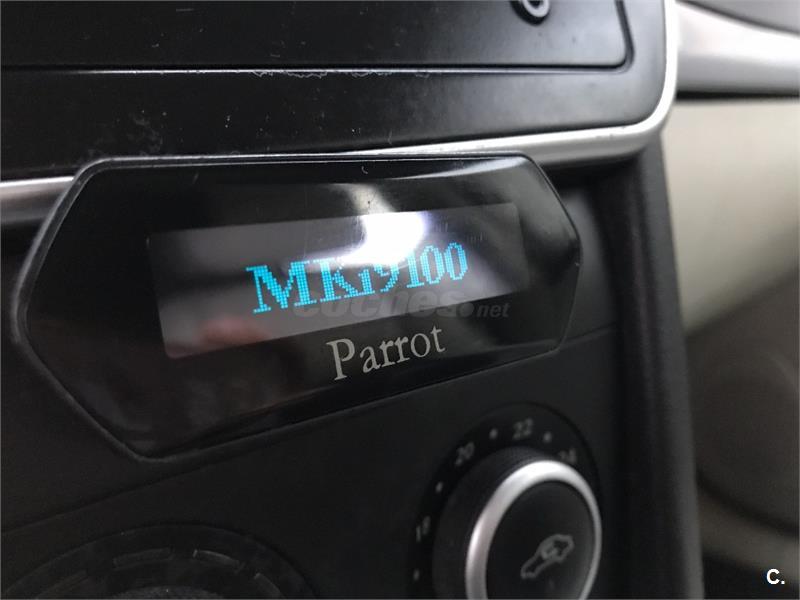 MKi9100
coches.net
Parrot
18 20 22 24
C.